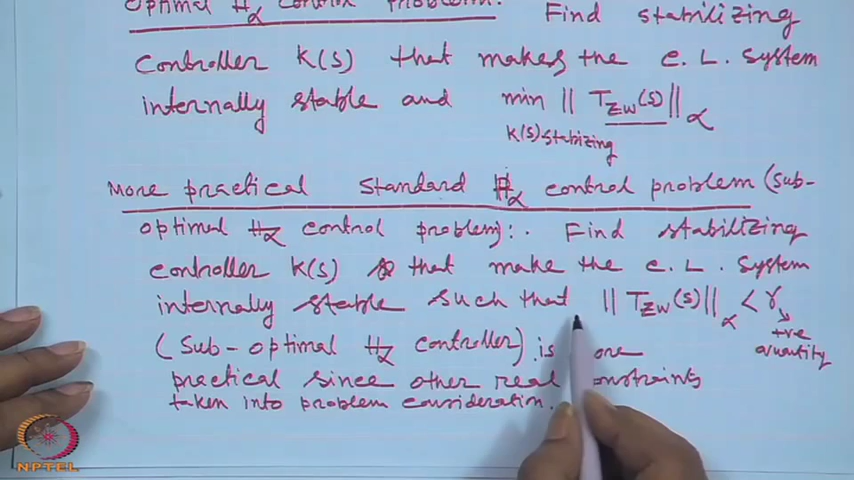 optimal H∞ control problem: Find stabilizing
controller K(s) that makes the C.L. system
internally stable and min || Tzw(s) ||∞
K(s) stabizing
More practical standard H∞ control problem (sub-
optimal H∞ control problem): Find stabilizing
controller K(s) that make the C.L. system
internally stable such that || Tzw(s) ||∞ < γ
+ve
quantity
(Sub-optimal H∞ controller) is
practical since other real constraints
taken into problem consideration.
NPTEL